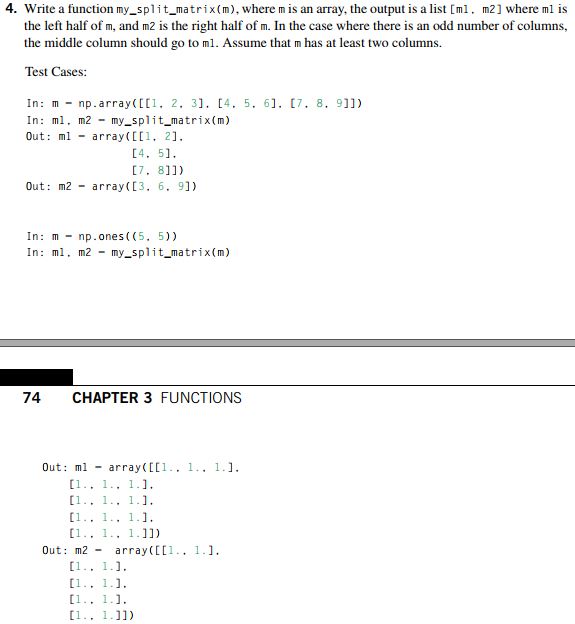 4. Write a function my_split_matrix(m), where m is an array, the output is a list [m1, m2] where m1 is
the left half of m, and m2 is the right half of m. In the case where there is an odd number of columns,
the middle column should go to m1. Assume that m has at least two columns.
Test Cases:
In: m = np.array([[1, 2, 3], [4, 5, 6], [7, 8, 9]])
In: m1, m2 = my_split_matrix(m)
Out: m1 = array([[1, 2],
[4, 5],
[7, 8]])
Out: m2 = array([3, 6, 9])
In: m = np.ones((5, 5))
In: m1, m2 = my_split_matrix(m)
74 CHAPTER 3 FUNCTIONS
Out: m1 = array([[1., 1., 1.],
[1., 1., 1.],
[1., 1., 1.],
[1., 1., 1.],
[1., 1., 1.]])
Out: m2 = array([[1., 1.],
[1., 1.],
[1., 1.],
[1., 1.],
[1., 1.]])